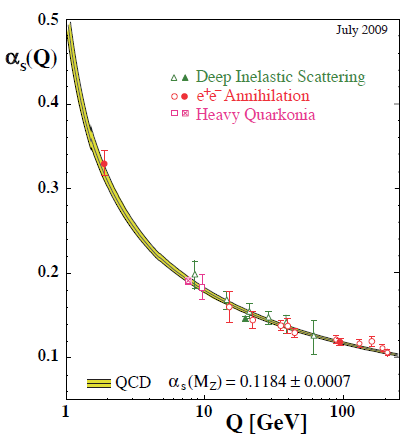 July 2009
αs(Q)
Deep Inelastic Scattering
e+e– Annihilation
Heavy Quarkonia
0.5
0.4
0.3
0.2
0.1
QCD αs(MZ) = 0.1184 ± 0.0007
1 10 100
Q [GeV]